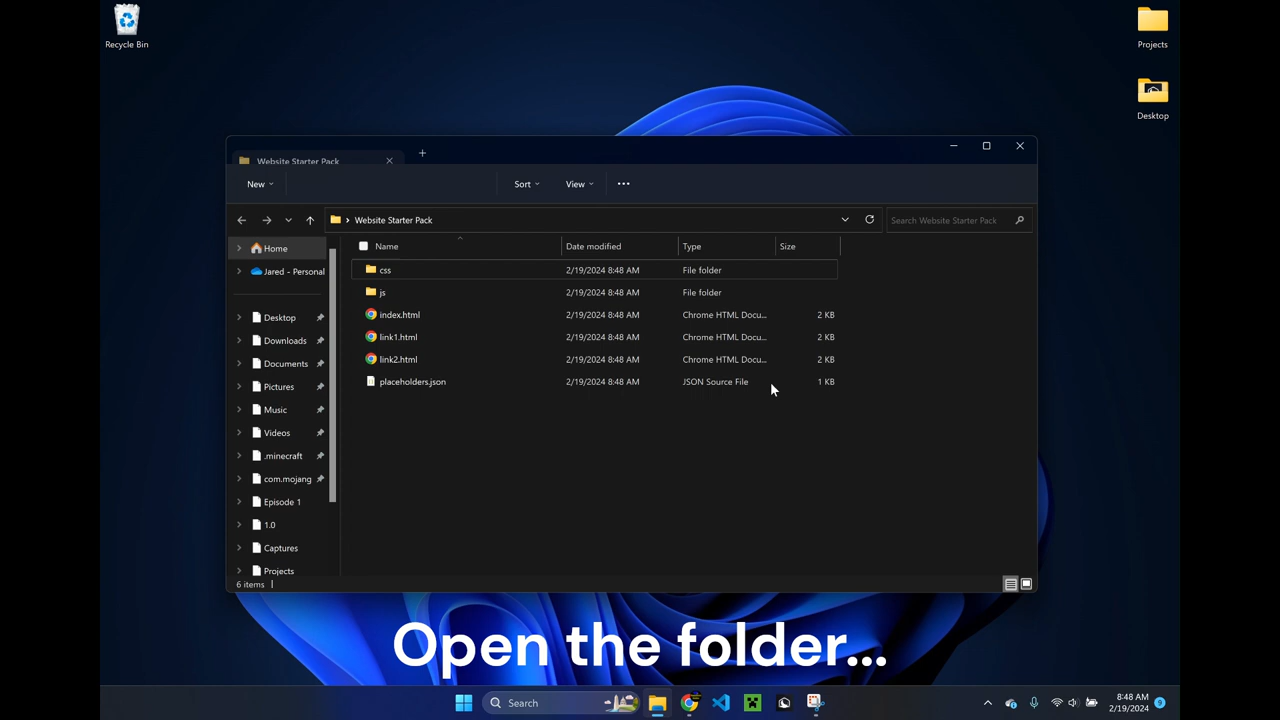 Recycle Bin
Projects
Desktop
Website Starter Pack
New
Sort
View
Website Starter Pack
Search Website Starter Pack
Name Date modified Type Size
Home
Jared - Personal
Desktop
Downloads
Documents
Pictures
Music
Videos
.minecraft
com.mojang
Episode 1
1.0
Captures
Projects
css 2/19/2024 8:48 AM File folder
js 2/19/2024 8:48 AM File folder
index.html 2/19/2024 8:48 AM Chrome HTML Docu... 2 KB
link1.html 2/19/2024 8:48 AM Chrome HTML Docu... 2 KB
link2.html 2/19/2024 8:48 AM Chrome HTML Docu... 2 KB
placeholders.json 2/19/2024 8:48 AM JSON Source File 1 KB
6 items
Open the folder...
Search
8:48 AM
2/19/2024
9